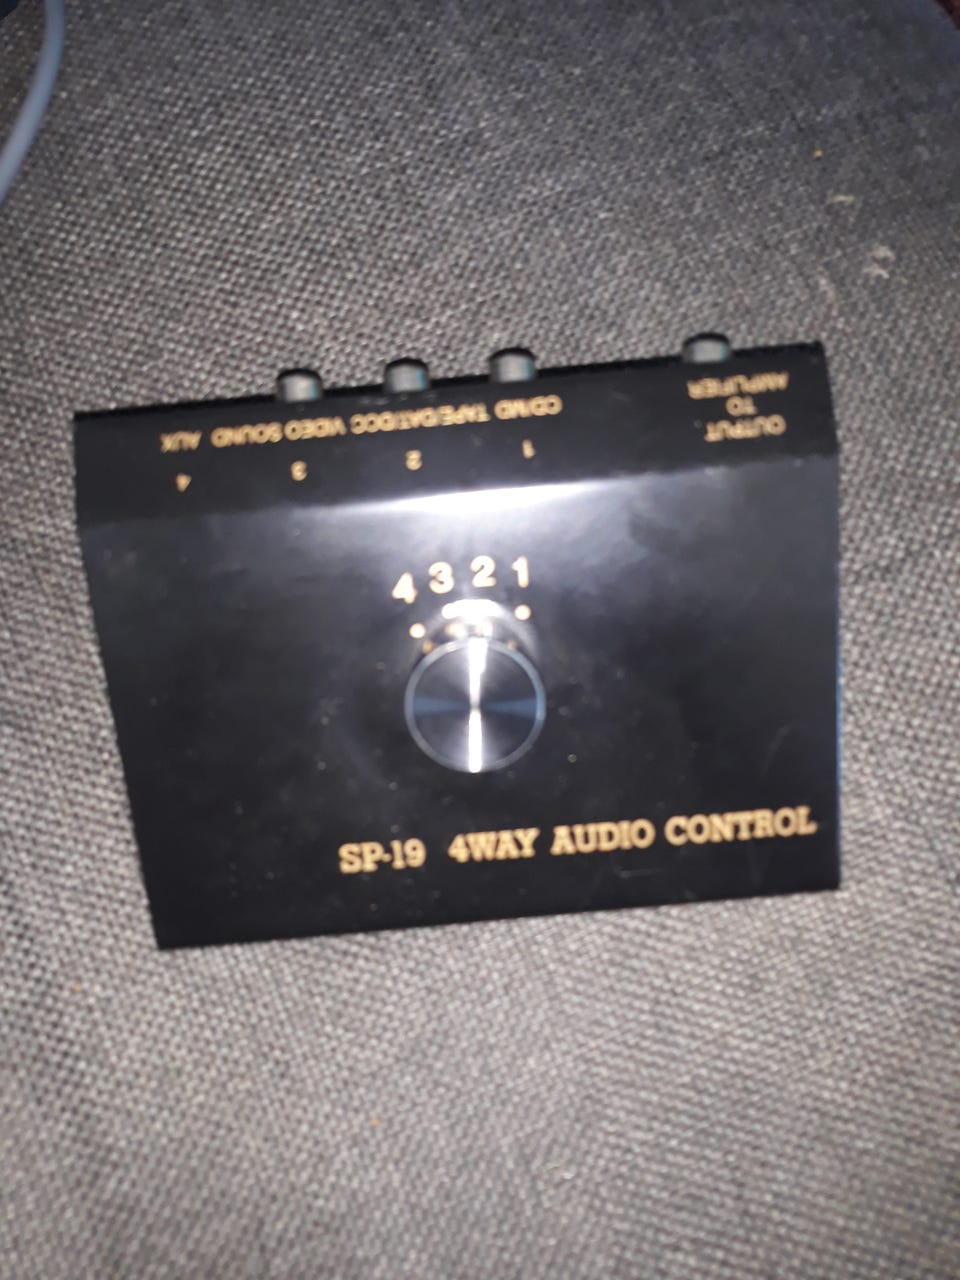 OUTPUT
TO
AMPLIFIER
CD/MD TAPE/DAT/DCC VIDEO SOUND AUX
1 2 3 4
4 3 2 1
SP-19 4WAY AUDIO CONTROL